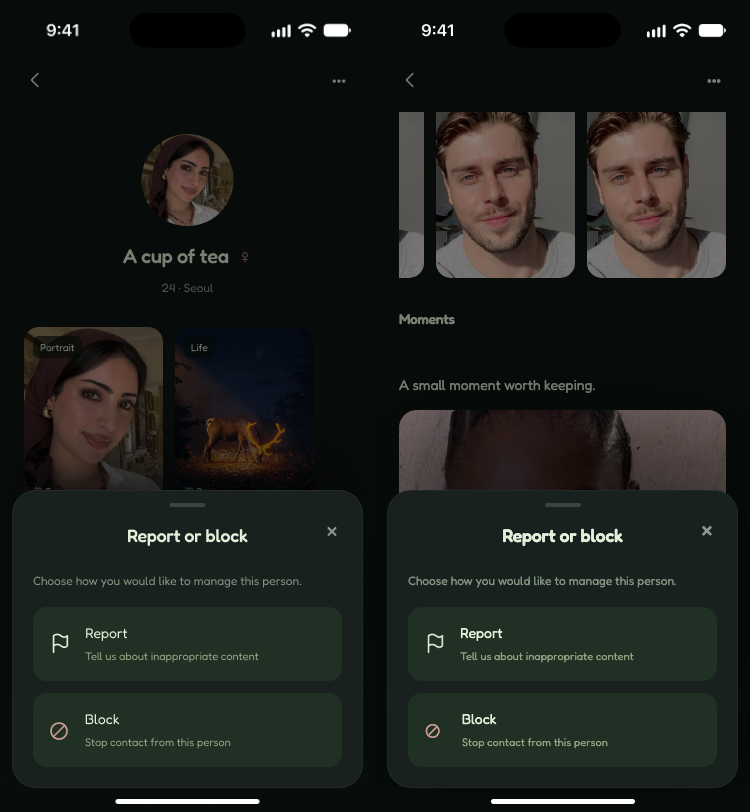 9:41
A cup of tea ♀
24 · Seoul
Portrait
Life
Report or block
Choose how you would like to manage this person.
Report
Tell us about inappropriate content
Block
Stop contact from this person
9:41
Moments
A small moment worth keeping.
Report or block
Choose how you would like to manage this person.
Report
Tell us about inappropriate content
Block
Stop contact from this person